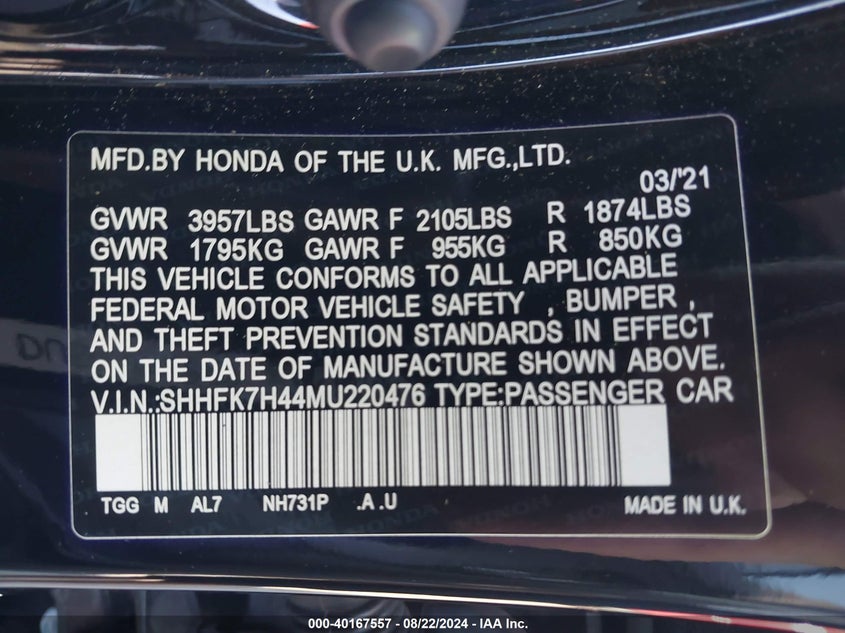 MFD.BY HONDA OF THE U.K. MFG.,LTD.
03/'21
GVWR 3957LBS GAWR F 2105LBS R 1874LBS
GVWR 1795KG GAWR F 955KG R 850KG
THIS VEHICLE CONFORMS TO ALL APPLICABLE
FEDERAL MOTOR VEHICLE SAFETY , BUMPER ,
AND THEFT PREVENTION STANDARDS IN EFFECT
ON THE DATE OF MANUFACTURE SHOWN ABOVE.
V.I.N.:SHHFK7H44MU220476 TYPE:PASSENGER CAR
TGG M AL7 NH731P .A .U MADE IN U.K.
000-40167557 - 08/22/2024 - IAA Inc.